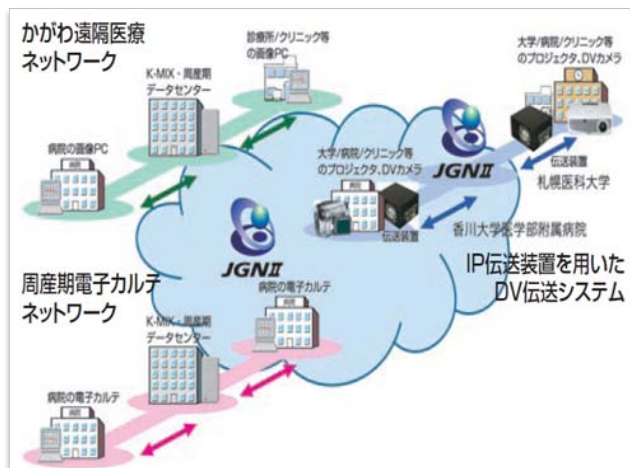 かがわ遠隔医療
ネットワーク
診療所/クリニック等
の画像PC
K-MIX・周産期
データセンター
病院の画像PC
病院
大学/病院/クリニック等
のプロジェクタ、DVカメラ
JGNⅡ
伝送装置
札幌医科大学
大学/病院/クリニック等
のプロジェクタ、DVカメラ
病院
伝送装置
香川大学医学部附属病院
JGNⅡ
IP伝送装置を用いた
DV伝送システム
周産期電子カルテ
ネットワーク
病院の電子カルテ
病院
K-MIX・周産期
データセンター
病院の電子カルテ
病院